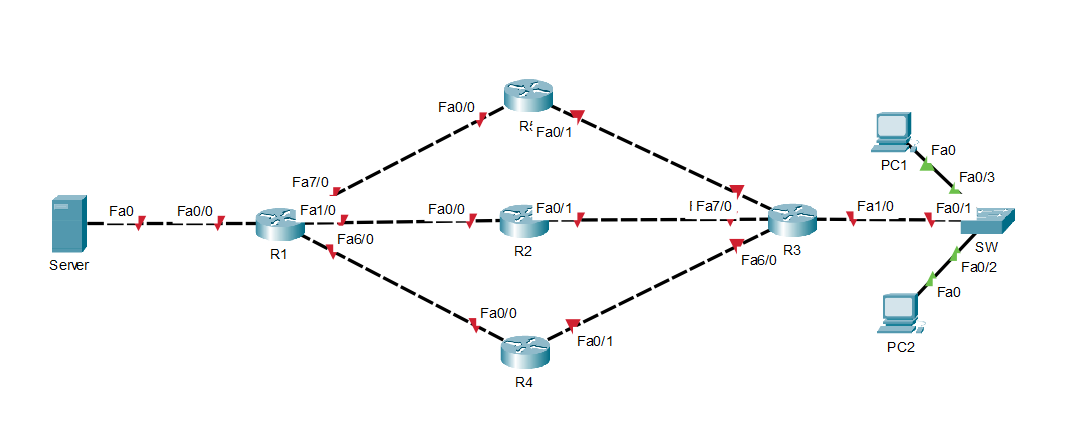 Fa0/0
R5
Fa0/1
PC1
Fa0
Fa0/3
Fa7/0
Fa0
Fa0/0
Fa1/0
Fa0/0
Fa0/1
Fa7/0
Fa1/0
Fa0/1
Server
R1
Fa6/0
R2
R3
Fa6/0
SW
Fa0/2
Fa0
Fa0/0
Fa0/1
PC2
R4